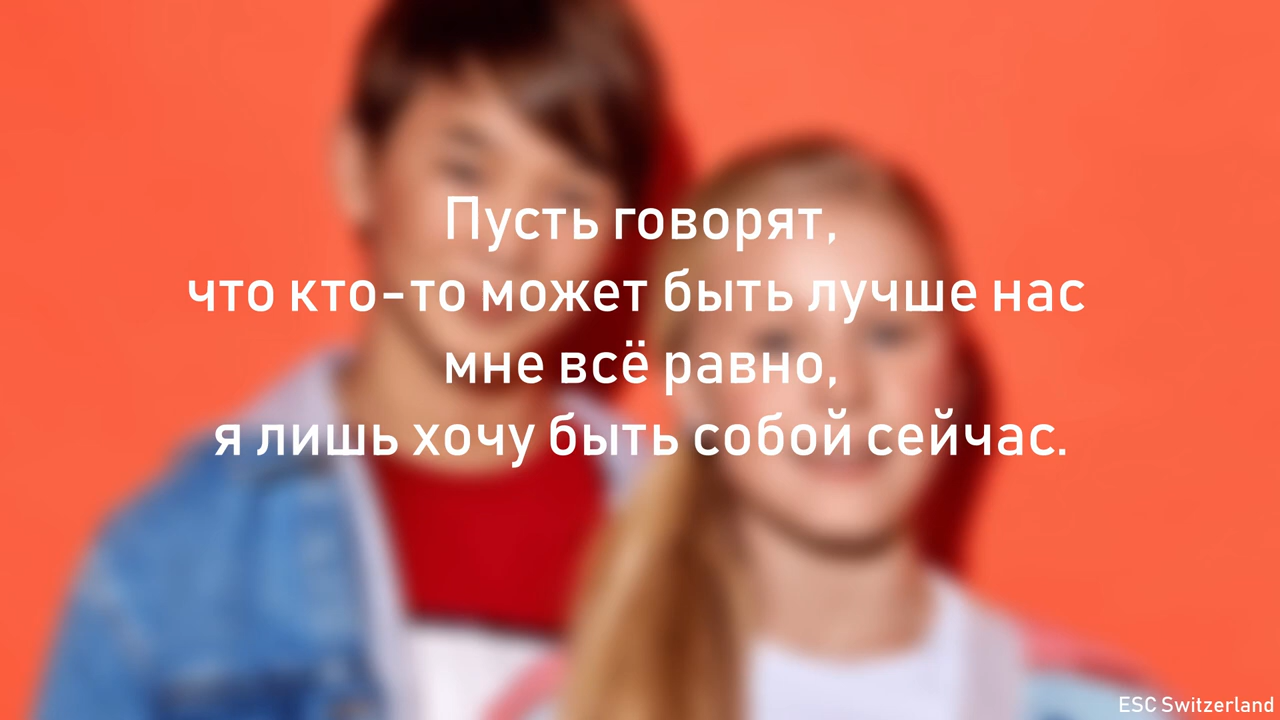 Пусть говорят,
что кто-то может быть лучше нас
мне всё равно,
я лишь хочу быть собой сейчас.
ESC Switzerland